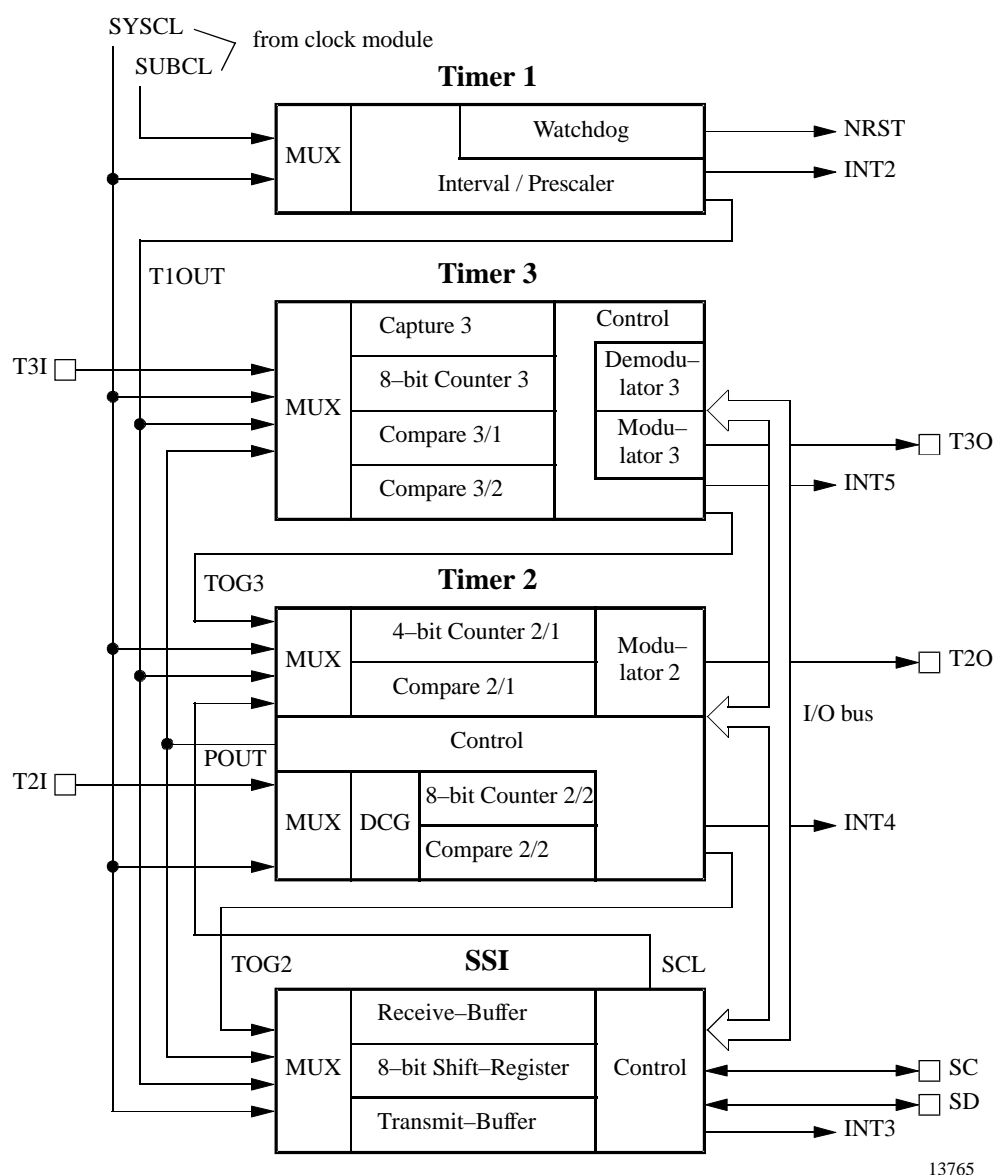 SYSCL
from clock module
SUBCL
Timer 1
Watchdog
NRST
MUX
INT2
Interval / Prescaler
T1OUT
Timer 3
Capture 3
Control
T3I
8–bit Counter 3
Demodu–
lator 3
MUX
Compare 3/1
Modu–
lator 3
T3O
Compare 3/2
INT5
TOG3
Timer 2
4–bit Counter 2/1
Modu–
lator 2
MUX
T2O
Compare 2/1
I/O bus
POUT
Control
T2I
8–bit Counter 2/2
MUX
DCG
INT4
Compare 2/2
TOG2
SSI
SCL
Receive–Buffer
MUX
8–bit Shift–Register
Control
SC
SD
Transmit–Buffer
INT3
13765